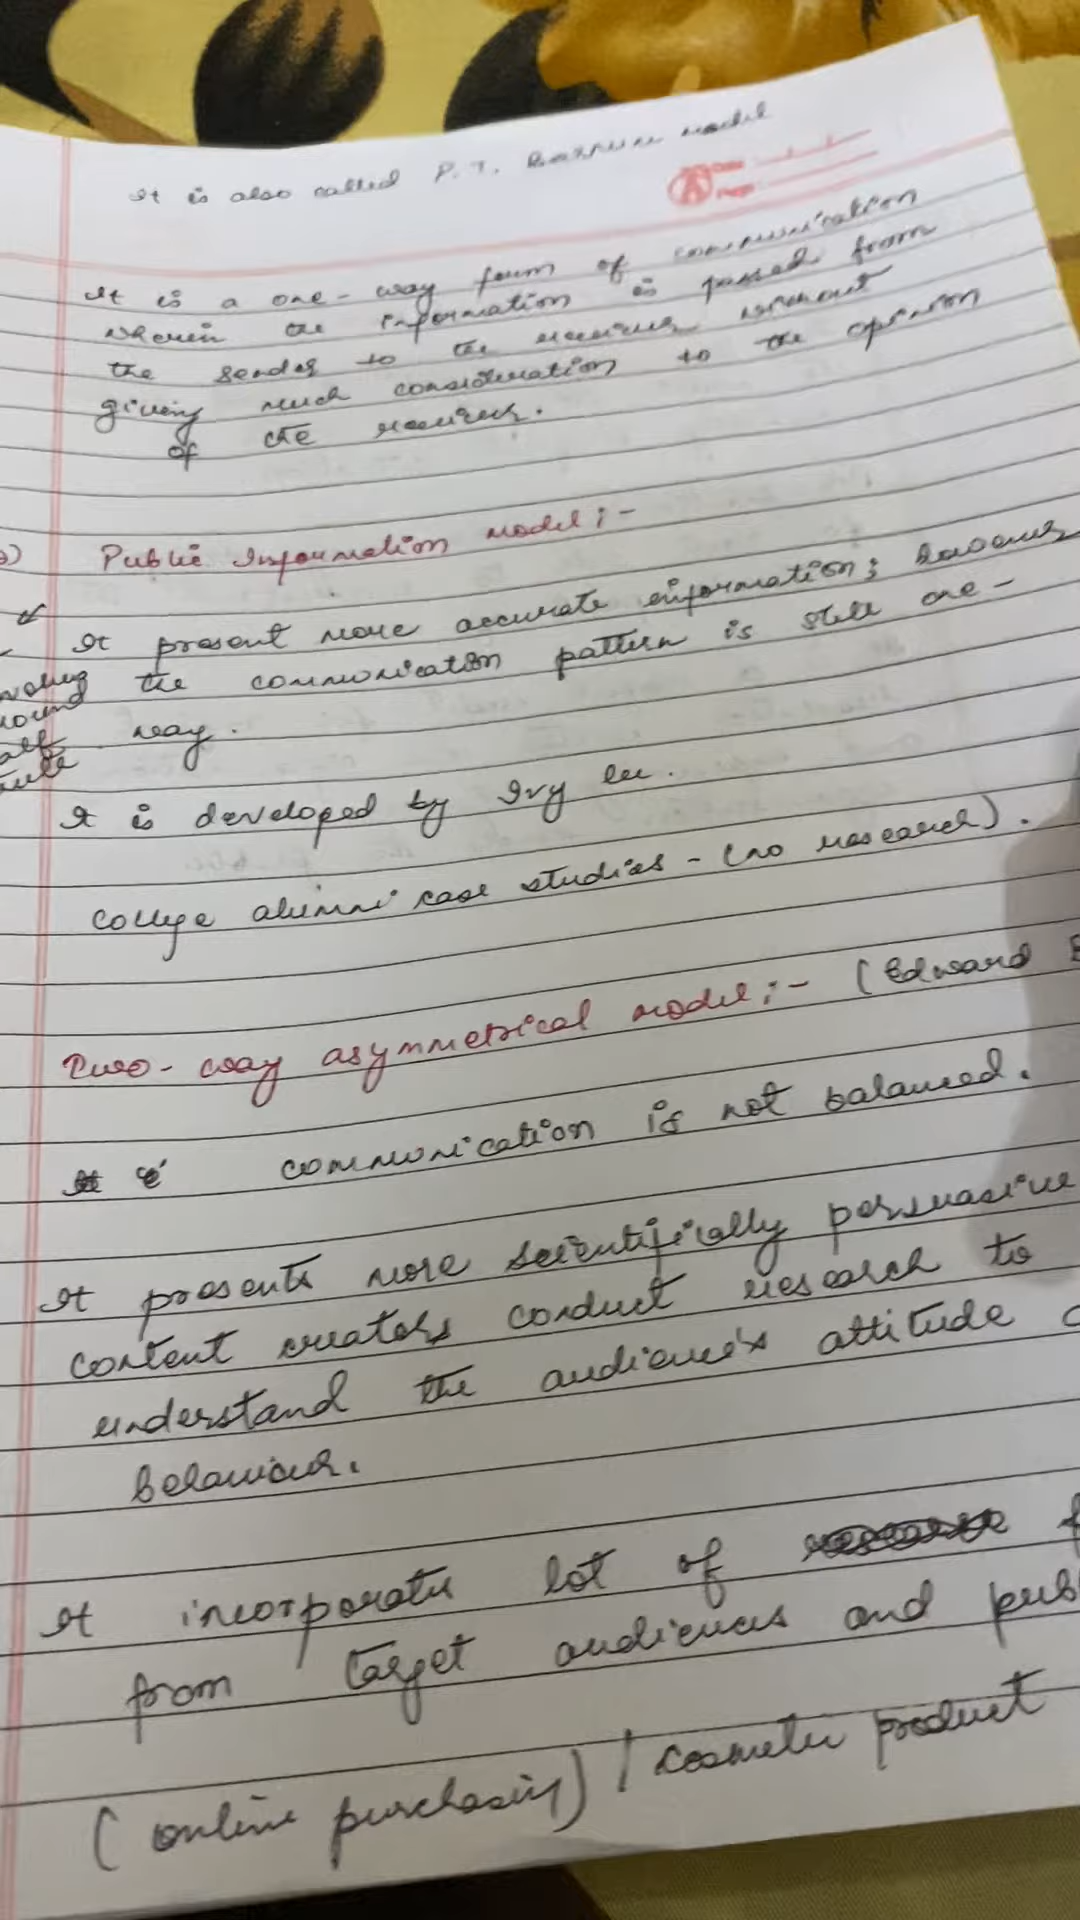 It is also called P.T. Barnum model
It is a one-way form of communication
wherein the information is passed from
the sender to the receivers without
giving much consideration to the opinion
of the receivers.
Public Information model :-
It present more accurate information; however
the communication pattern is still one-
way.
It is developed by Ivy lee.
College alumni case studies - (no research).
Two-way asymmetrical model :- (Edward
communication is not balanced.
It presents more scientifically persuasive
content creators conduct research to
understand the audience's attitude
behaviour.
It incorporate lot of
from target audiences and
(online purchasing) / cosmetic product